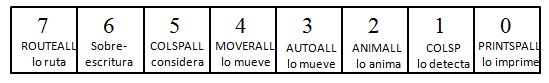 7 6 5 4 3 2 1 0
ROUTEALL Sobre- COLSPALL MOVERALL AUTOALL ANIMALL COLSP PRINTSPALL
lo ruta escritura considera lo mueve lo mueve lo anima lo detecta lo imprime